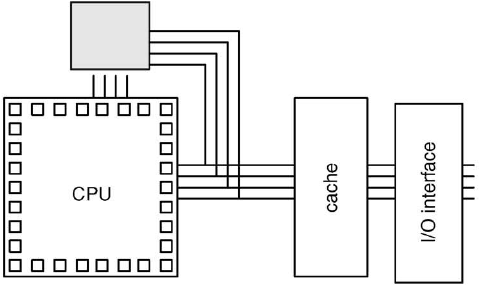 CPU
cache
I/O interface